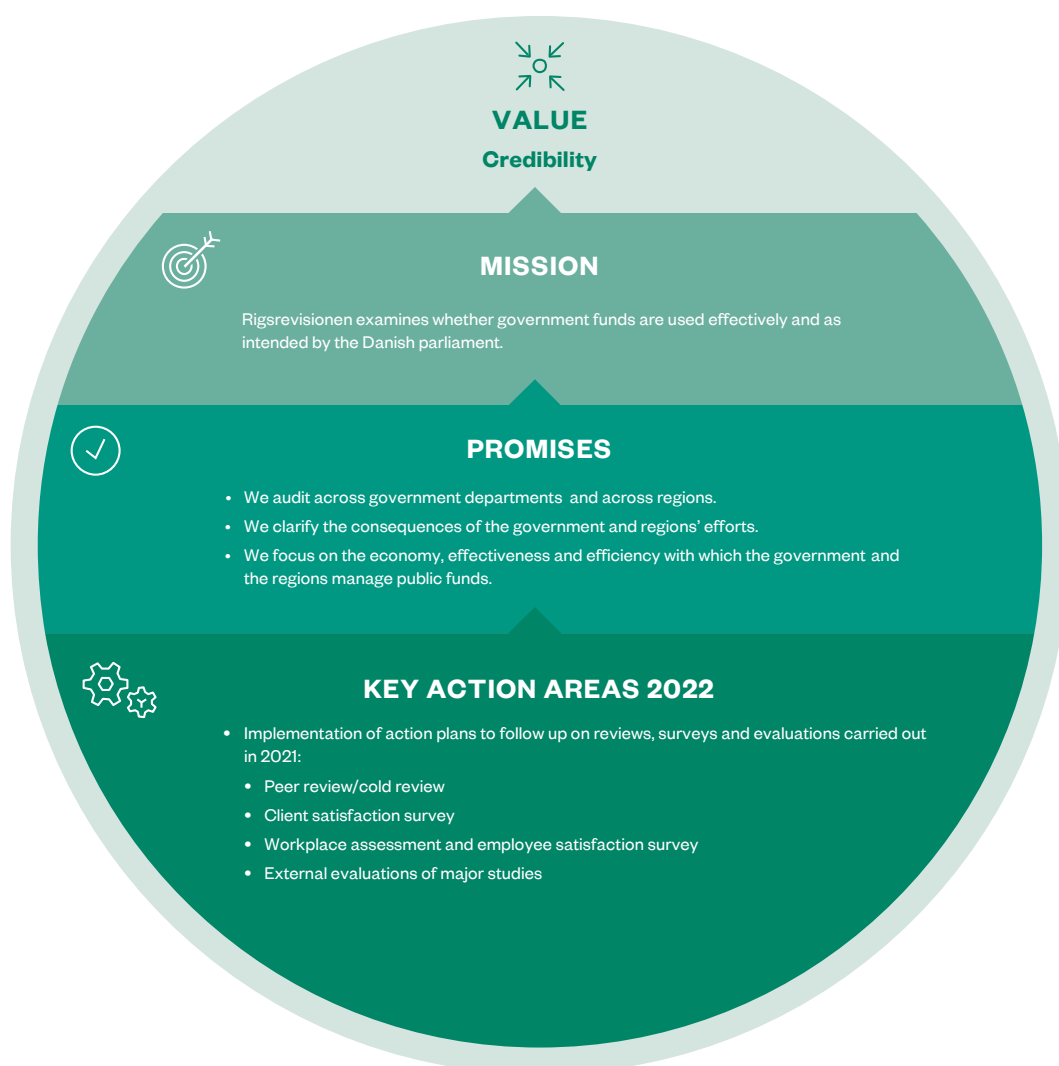 VALUE
Credibility
MISSION
Rigsrevisionen examines whether government funds are used effectively and as
intended by the Danish parliament.
PROMISES
• We audit across government departments and across regions.
• We clarify the consequences of the government and regions’ efforts.
• We focus on the economy, effectiveness and efficiency with which the government and
the regions manage public funds.
KEY ACTION AREAS 2022
• Implementation of action plans to follow up on reviews, surveys and evaluations carried out
in 2021:
• Peer review/cold review
• Client satisfaction survey
• Workplace assessment and employee satisfaction survey
• External evaluations of major studies